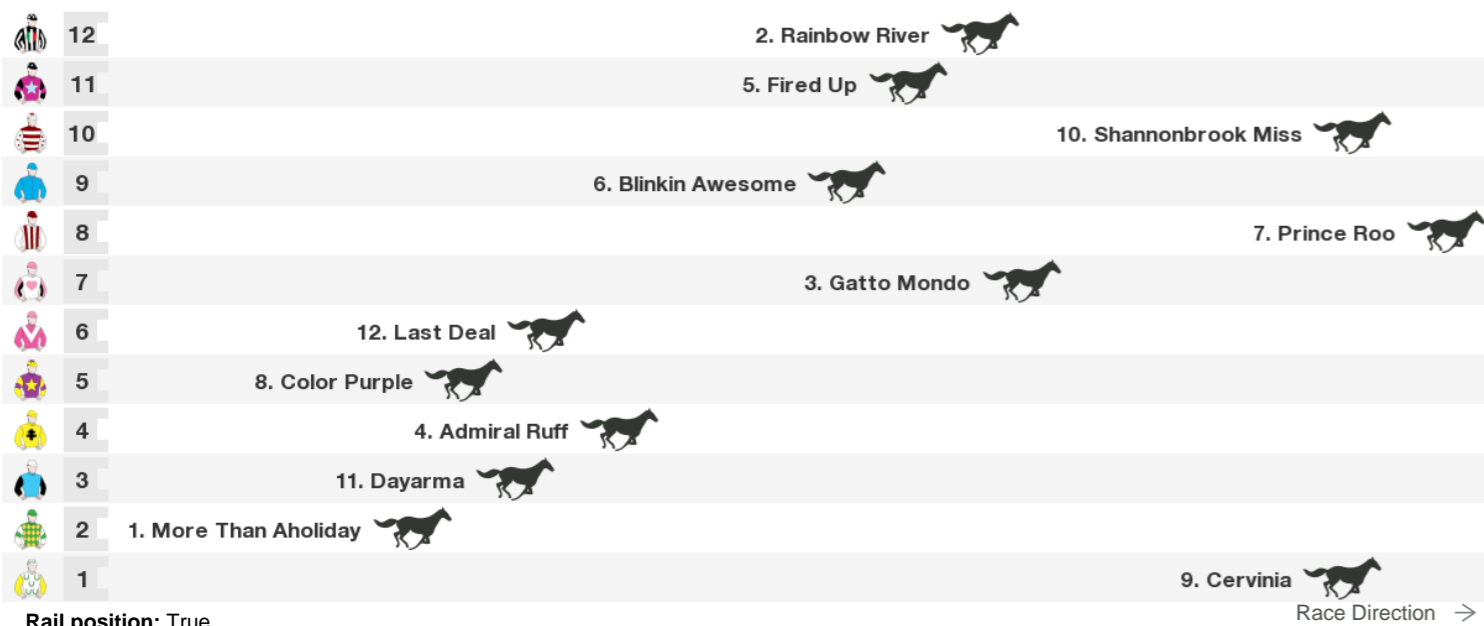 12 2. Rainbow River
11 5. Fired Up
10 10. Shannonbrook Miss
9 6. Blinkin Awesome
8 7. Prince Roo
7 3. Gatto Mondo
6 12. Last Deal
5 8. Color Purple
4 4. Admiral Ruff
3 11. Dayarma
2 1. More Than Aholiday
1 9. Cervinia
Race Direction →
Rail position: True